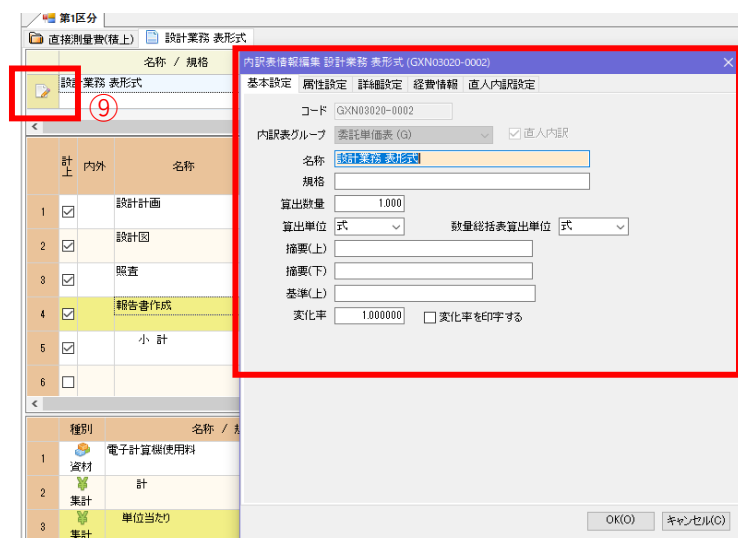 第1区分
直接測量費(積上) 設計業務 表形式
名称 / 規格
設計業務 表形式
⑨
計上 内外 名称
1 設計計画
2 設計図
3 照査
4 報告書作成
5 小 計
6
種別 名称 /
1 資材 電子計算機使用料
2 集計 計
3 集計 単位当たり
内訳表情報編集 設計業務 表形式 (GXN03020-0002)
基本設定 属性設定 詳細設定 経費情報 直人内訳設定
コード GXN03020-0002
内訳表グループ 委託単価表 (G) 直人内訳
名称 設計業務 表形式
規格
算出数量 1.000
算出単位 式 数量総括表算出単位 式
摘要(上)
摘要(下)
基準(上)
変化率 1.000000 変化率を印字する
OK(O) キャンセル(C)